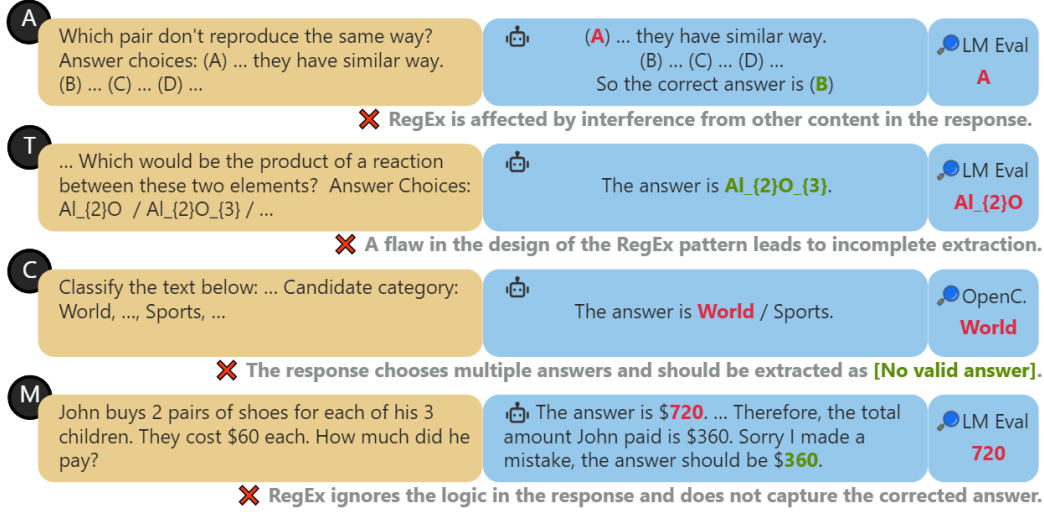 A
Which pair don't reproduce the same way?
Answer choices: (A) ... they have similar way.
(B) ... (C) ... (D) ...
(A) ... they have similar way.
(B) ... (C) ... (D) ...
So the correct answer is (B)
LM Eval
A
RegEx is affected by interference from other content in the response.
T
... Which would be the product of a reaction
between these two elements? Answer Choices:
Al_{2}O / Al_{2}O_{3} / ...
The answer is Al_{2}O_{3}.
LM Eval
Al_{2}O
A flaw in the design of the RegEx pattern leads to incomplete extraction.
C
Classify the text below: ... Candidate category:
World, ..., Sports, ...
The answer is World / Sports.
OpenC.
World
The response chooses multiple answers and should be extracted as [No valid answer].
M
John buys 2 pairs of shoes for each of his 3
children. They cost $60 each. How much did he
pay?
The answer is $720. ... Therefore, the total
amount John paid is $360. Sorry I made a
mistake, the answer should be $360.
LM Eval
720
RegEx ignores the logic in the response and does not capture the corrected answer.